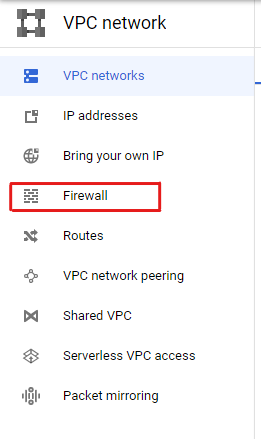 VPC network
VPC networks
IP addresses
Bring your own IP
Firewall
Routes
VPC network peering
Shared VPC
Serverless VPC access
Packet mirroring